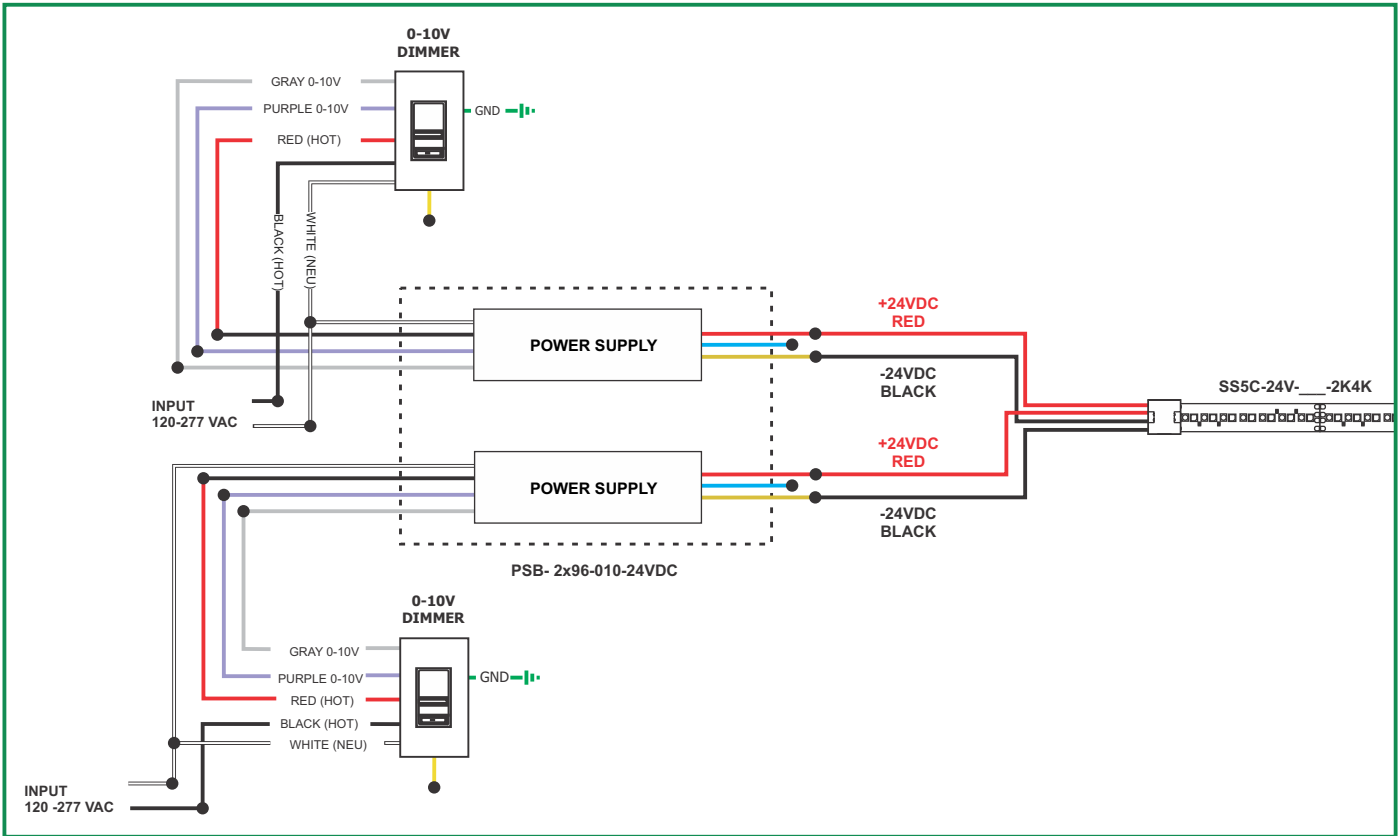 0-10V
DIMMER
GRAY 0-10V
PURPLE 0-10V
GND
RED (HOT)
BLACK (HOT)
WHITE (NEU)
INPUT
120-277 VAC
POWER SUPPLY
+24VDC
RED
-24VDC
BLACK
SS5C-24V-___-2K4K
+24VDC
RED
POWER SUPPLY
-24VDC
BLACK
PSB- 2x96-010-24VDC
0-10V
DIMMER
GRAY 0-10V
PURPLE 0-10V
GND
RED (HOT)
BLACK (HOT)
WHITE (NEU)
INPUT
120 -277 VAC